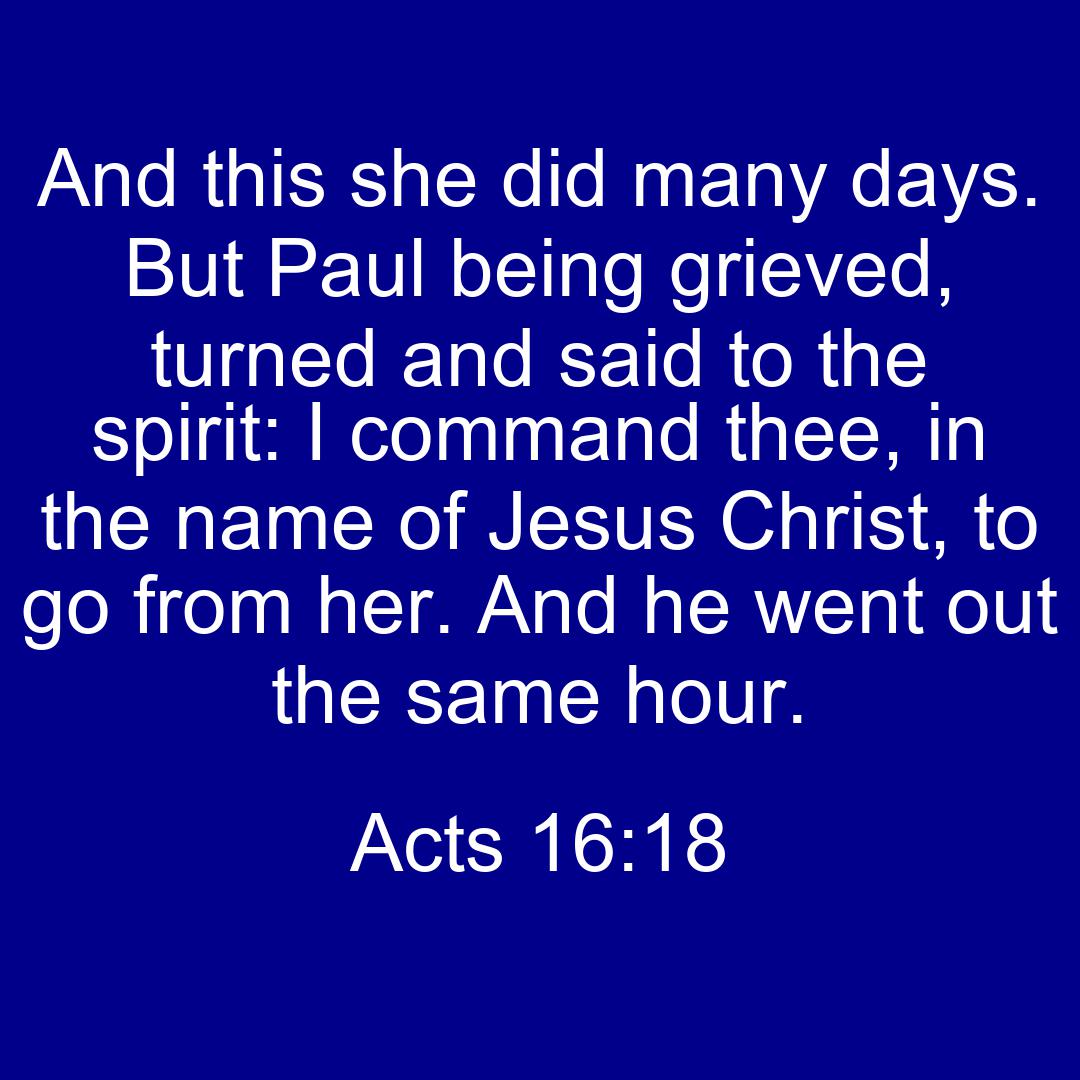 And this she did many days.
But Paul being grieved,
turned and said to the
spirit: I command thee, in
the name of Jesus Christ, to
go from her. And he went out
the same hour.
Acts 16:18